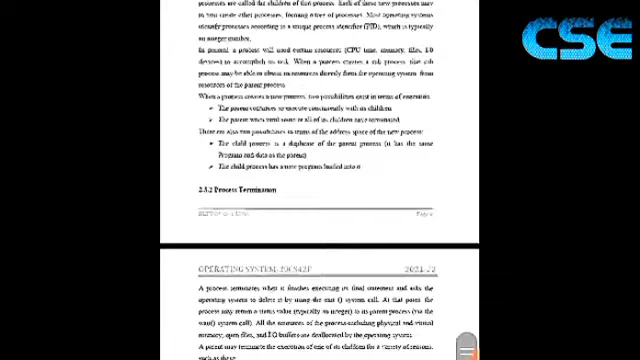 processes are called the children of that process. Each of these new processes may
in turn create other processes, forming a tree of processes. Most operating systems
identify processes according to a unique process identifier (PID), which is typically
an integer number.
In general, a process will need certain resources (CPU time, memory, files, I/O
devices) to accomplish its task. When a process creates a sub process, that sub
process may be able to obtain its resources directly from the operating system from
resources of the parent process.
When a process creates a new process, two possibilities exist in terms of execution
➢ The parent continues to execute concurrently with its children.
➢ The parent waits until some or all of its children have terminated.
There are also two possibilities in terms of the address space of the new process:
➢ The child process is a duplicate of the parent process (it has the same
Program and data as the parent)
➢ The child process has a new program loaded into it
2.3.2 Process Termination
Page
OPERATING SYSTEM: 20CS42P 2021-22
A process terminates when it finishes executing its final statement and asks the
operating system to delete it by using the exit () system call. At that point, the
process may return a status value (typically an integer) to its parent process (via the
wait() system call). All the resources of the process-including physical and virtual
memory, open files, and I/O buffers are deallocated by the operating system.
A parent may terminate the execution of one of its children for a variety of reasons,
such as these
CSE